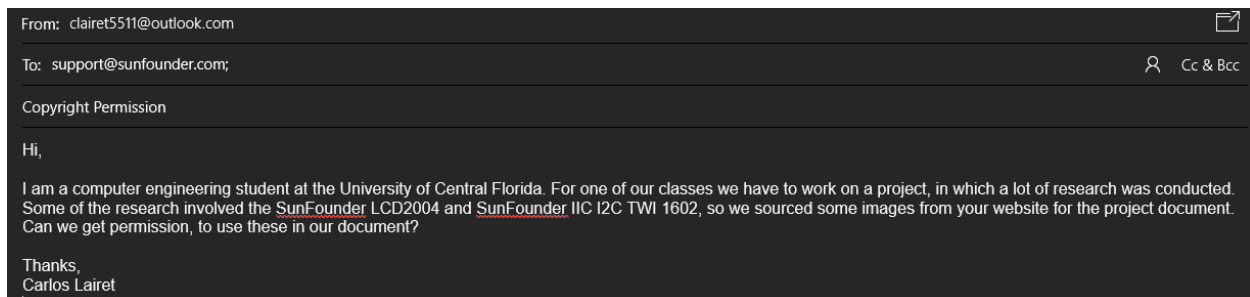 From: clairet5511@outlook.com
To: support@sunfounder.com; Cc & Bcc
Copyright Permission
Hi,
I am a computer engineering student at the University of Central Florida. For one of our classes we have to work on a project, in which a lot of research was conducted.
Some of the research involved the SunFounder LCD2004 and SunFounder IIC I2C TWI 1602, so we sourced some images from your website for the project document.
Can we get permission, to use these in our document?
Thanks,
Carlos Lairet